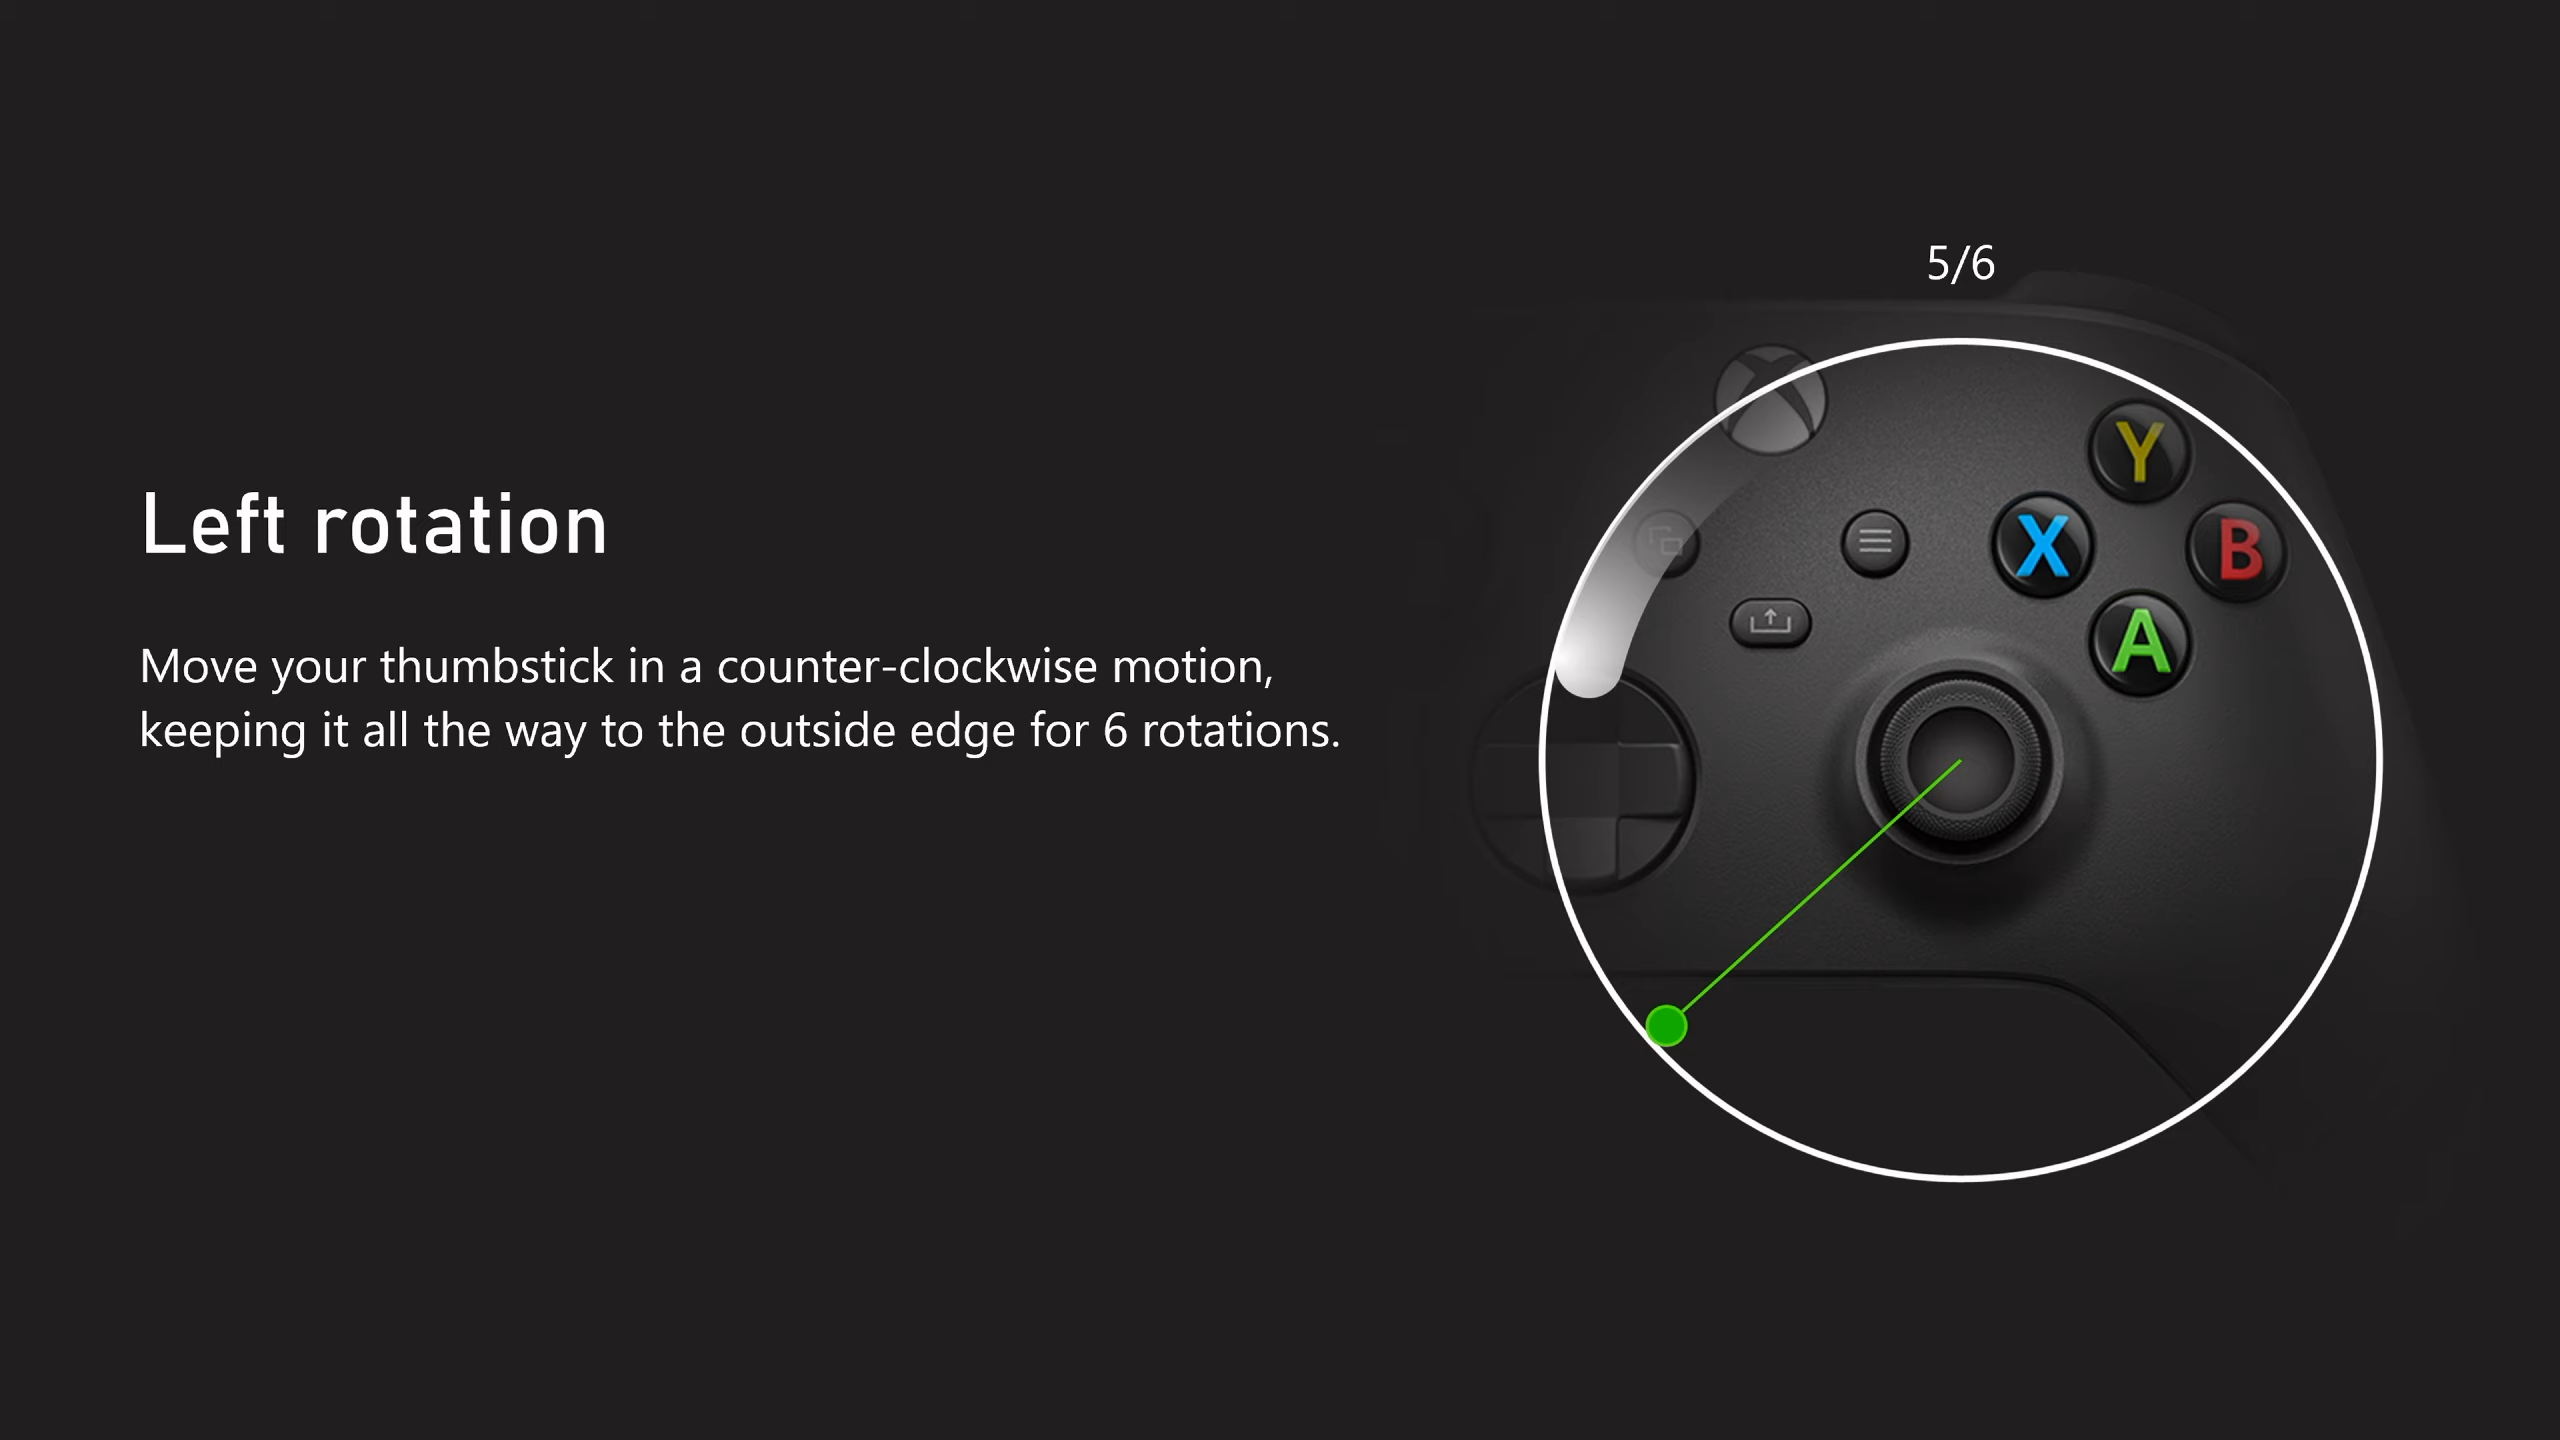 5/6
Left rotation
Move your thumbstick in a counter-clockwise motion,
keeping it all the way to the outside edge for 6 rotations.
Y
X
B
A